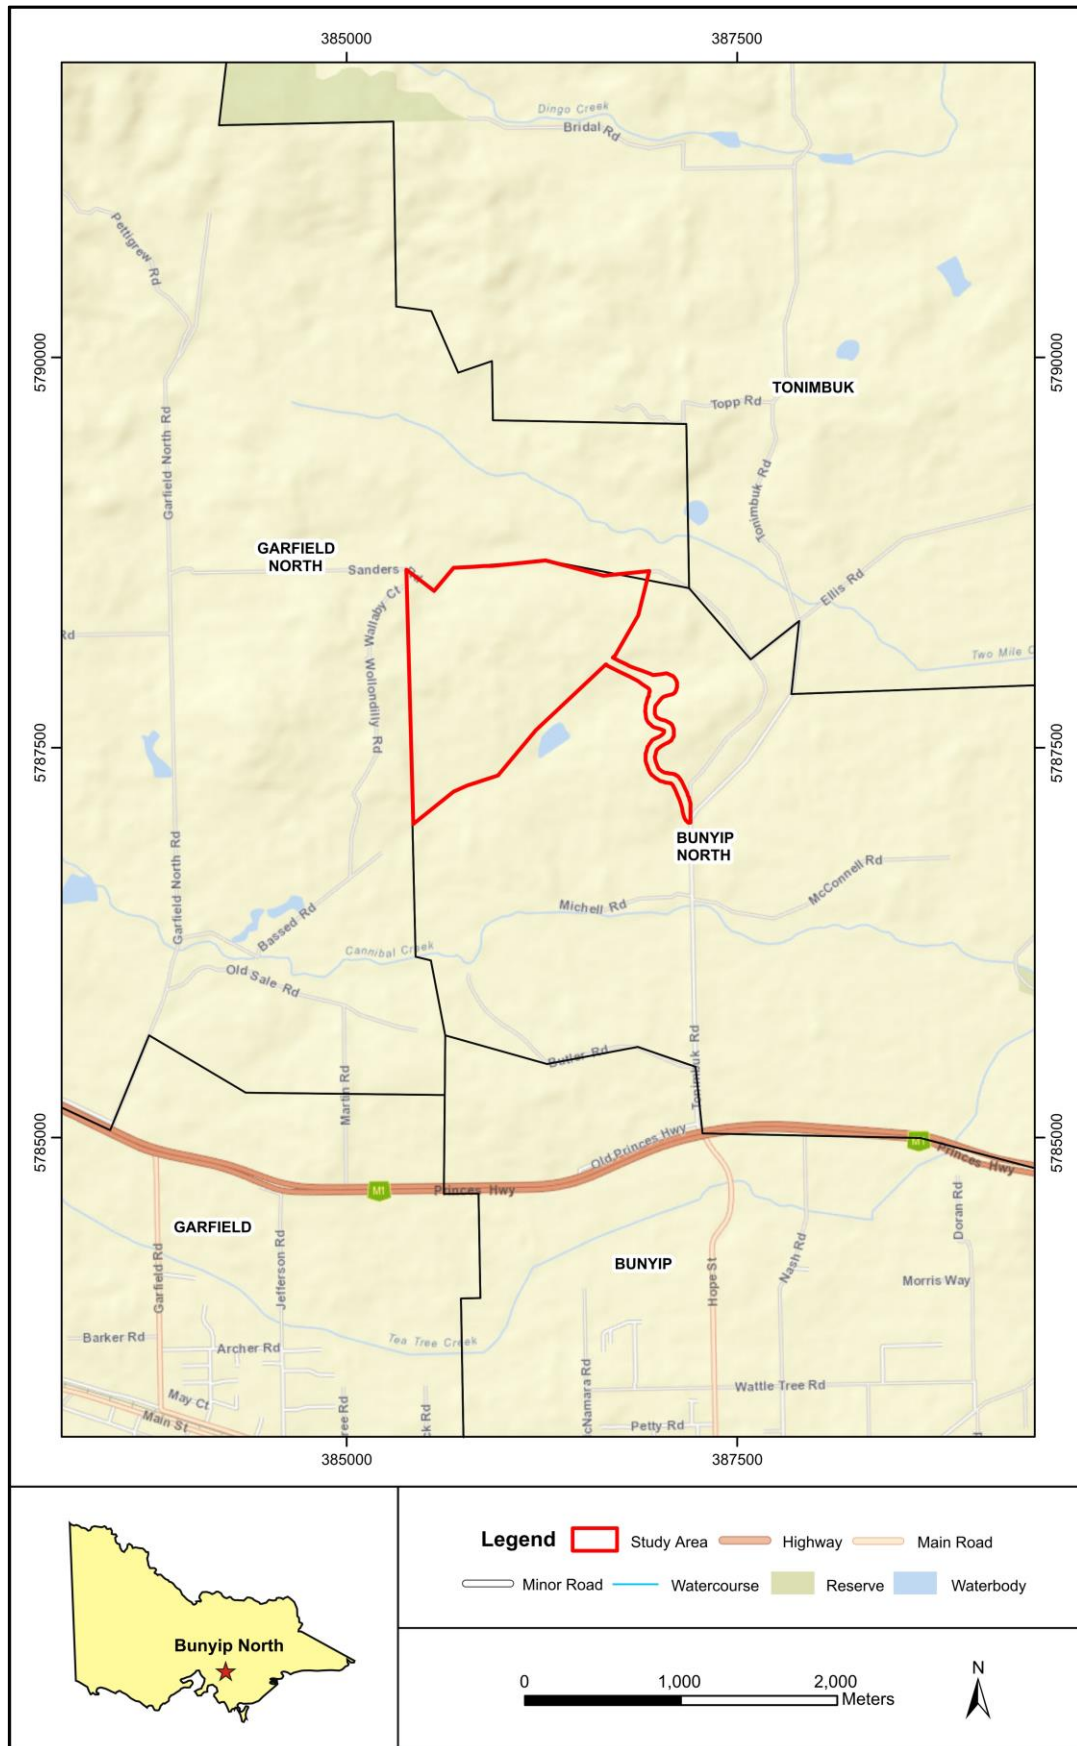 385000
387500
Dingo Creek
Bridal Rd
Pettigrew Rd
5790000
5790000
TONIMBUK
Topp Rd
Garfield North Rd
Tonimbuk Rd
GARFIELD
NORTH
Sanders
Wallaby Ct
Ellis Rd
Rd
Two Mile
Wollondilly Rd
5787500
5787500
BUNYIP
NORTH
Garfield North Rd
McConnell Rd
Michell Rd
Bassed Rd
Cannibal Creek
Old Sale Rd
Butler Rd
Martin Rd
Tonimbuk Rd
5785000
5785000
Old Princes Hwy
M1
Princes Hwy
M1
Princes Hwy
GARFIELD
BUNYIP
Garfield Rd
Jefferson Rd
Hope St
Nash Rd
Doran Rd
Morris Way
Barker Rd
Archer Rd
Tea Tree Creek
May Ct
Main St
ree Rd
ck Rd
cNamara Rd
Wattle Tree Rd
Petty Rd
385000
387500
Bunyip North
Legend
Study Area
Highway
Main Road
Minor Road
Watercourse
Reserve
Waterbody
0
1,000
2,000
Meters
N